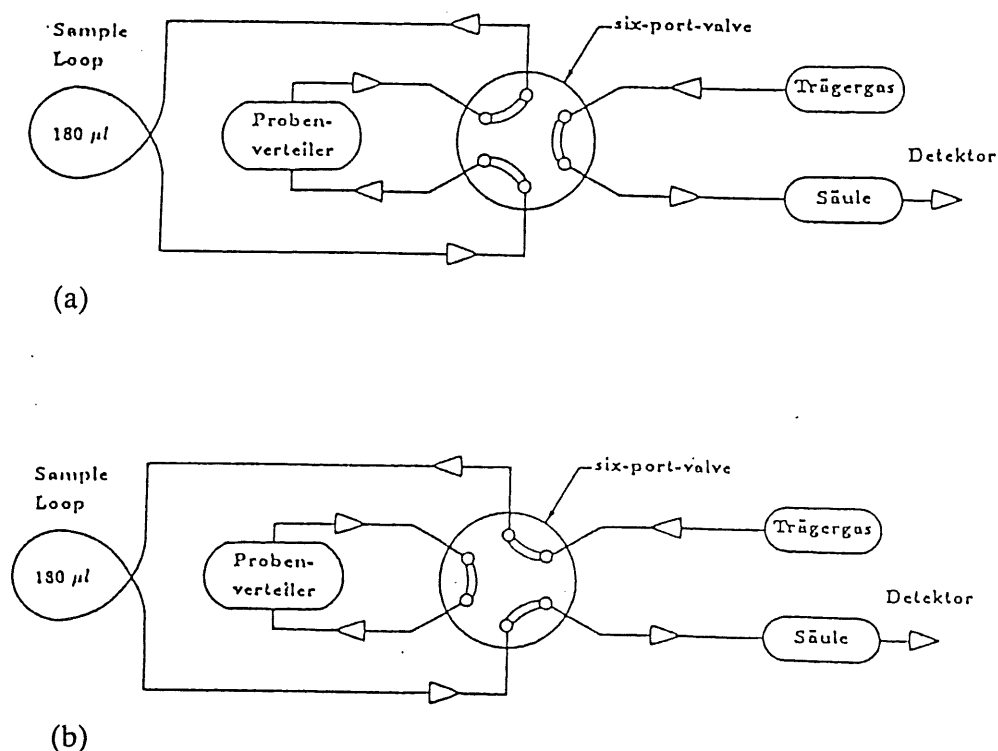 Sample
Loop
180 µl
Proben-
verteiler
six-port-valve
Trägergas
Detektor
Säule
(a)
Sample
Loop
180 µl
Proben-
verteiler
six-port-valve
Trägergas
Detektor
Säule
(b)